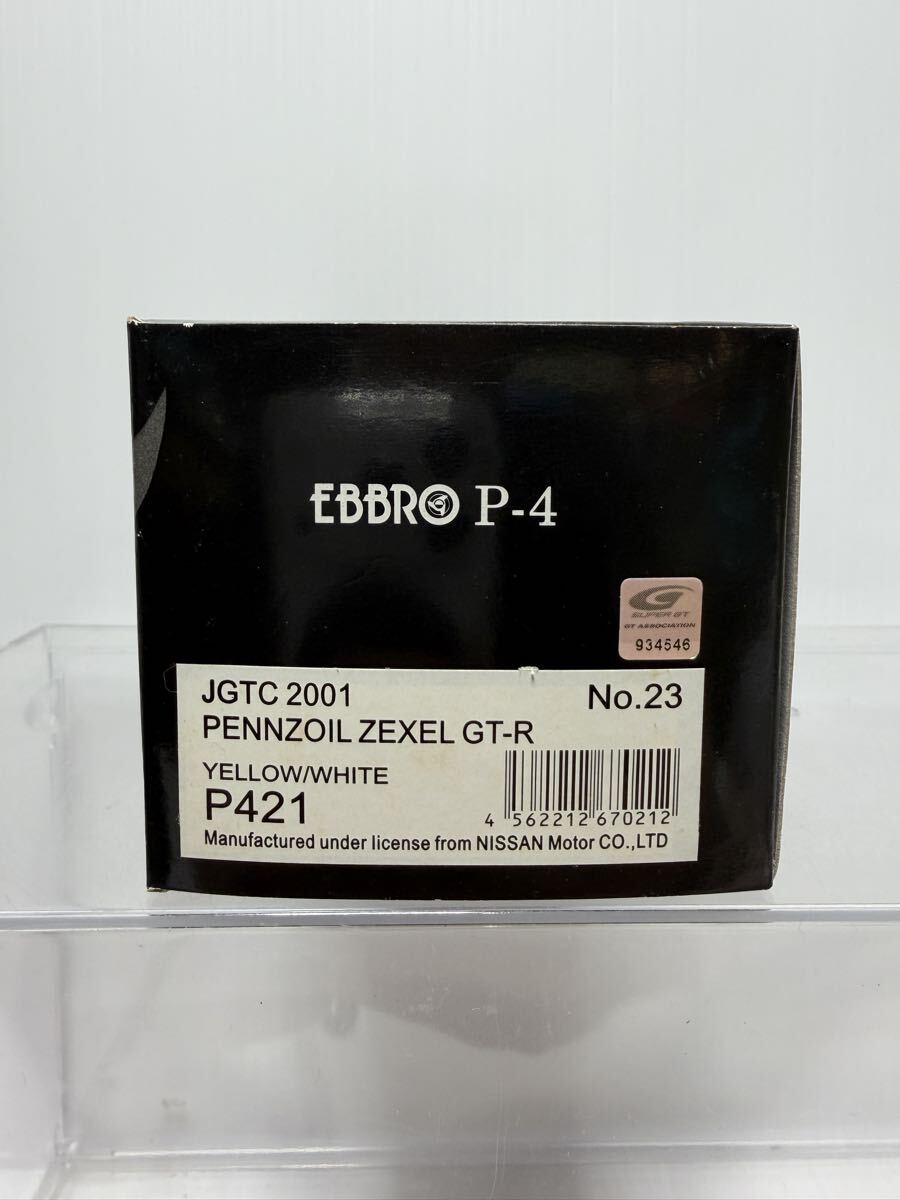 EBBRO P-4
SUPER GT
GT ASSOCIATION
934546
JGTC 2001 No.23
PENNZOIL ZEXEL GT-R
YELLOW/WHITE
P421
4 562212 670212
Manufactured under license from NISSAN Motor CO.,LTD